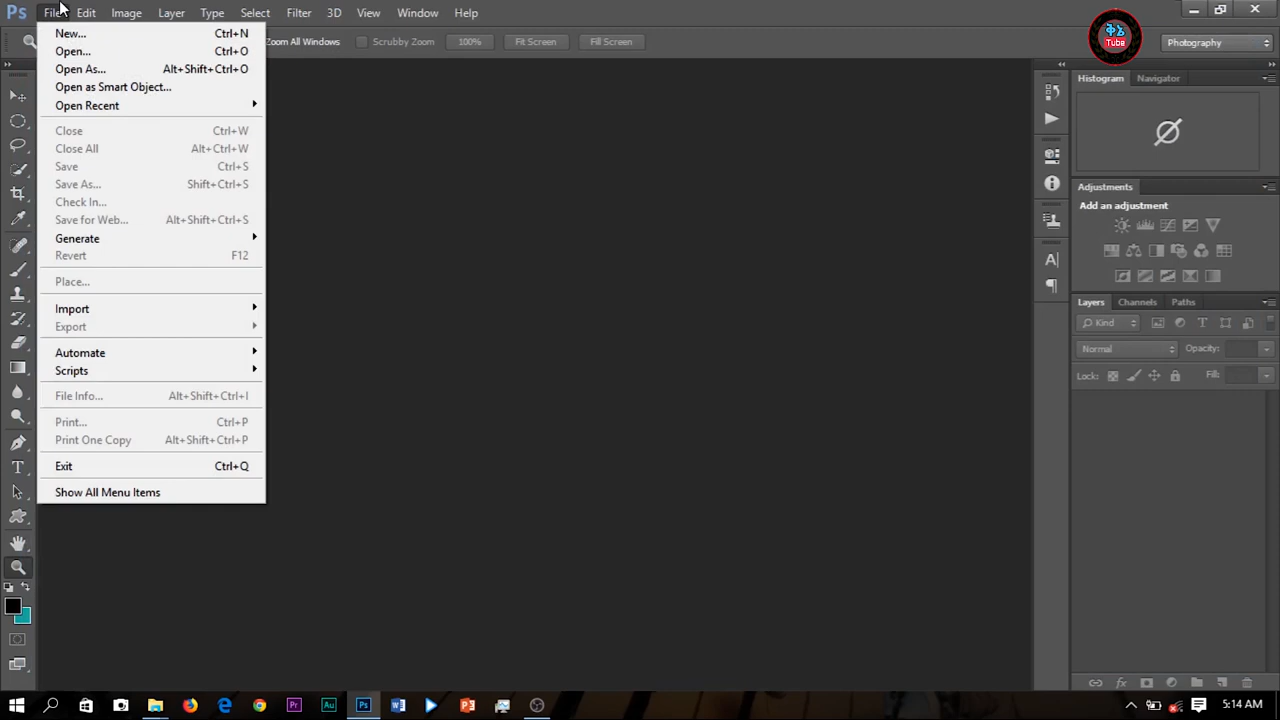 Ps File Edit Image Layer Type Select Filter 3D View Window Help
Zoom All Windows Scrubby Zoom 100% Fit Screen Fill Screen
ቅኔ
Tube
Photography
New... Ctrl+N
Open... Ctrl+O
Open As... Alt+Shift+Ctrl+O
Open as Smart Object...
Open Recent
Close Ctrl+W
Close All Alt+Ctrl+W
Save Ctrl+S
Save As... Shift+Ctrl+S
Check In...
Save for Web... Alt+Shift+Ctrl+S
Generate
Revert F12
Place...
Import
Export
Automate
Scripts
File Info... Alt+Shift+Ctrl+I
Print... Ctrl+P
Print One Copy Alt+Shift+Ctrl+P
Exit Ctrl+Q
Show All Menu Items
Histogram Navigator
Adjustments
Add an adjustment
Layers Channels Paths
Kind
Normal Opacity:
Lock: Fill:
5:14 AM